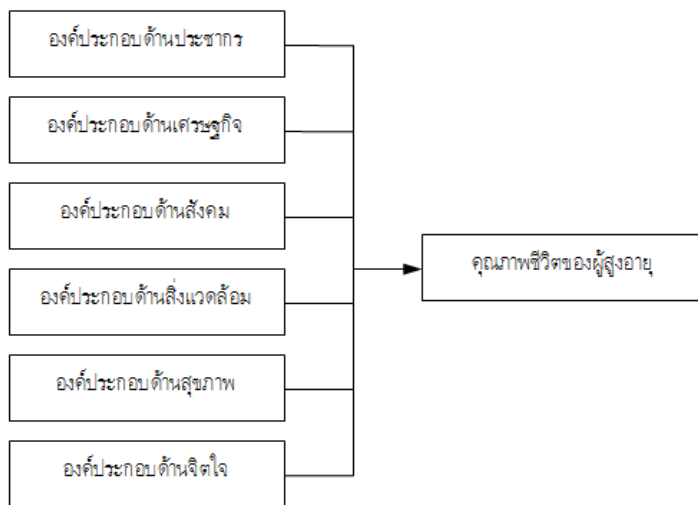 องค์ประกอบด้านประชากร
องค์ประกอบด้านเศรษฐกิจ
องค์ประกอบด้านสังคม
องค์ประกอบด้านสิ่งแวดล้อม
องค์ประกอบด้านสุขภาพ
องค์ประกอบด้านจิตใจ
คุณภาพชีวิตของผู้สูงอายุ